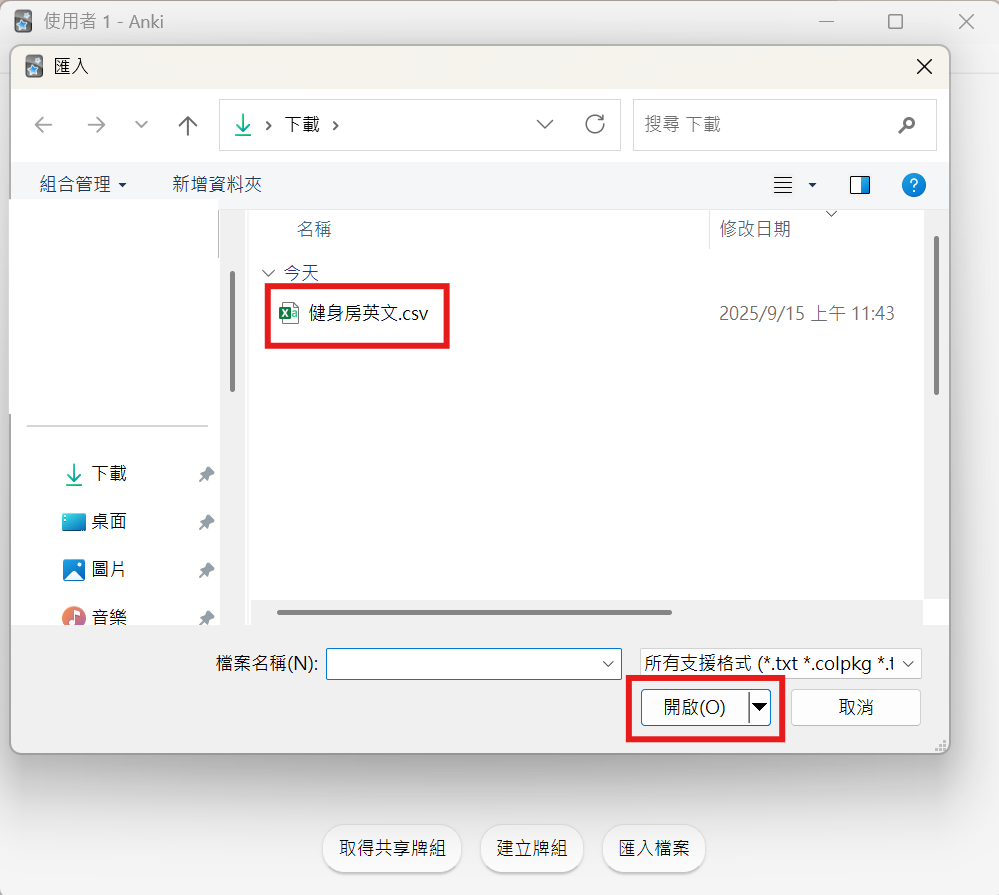 使用者 1 - Anki
匯入
下載
搜尋 下載
組合管理
新增資料夾
名稱
修改日期
今天
健身房英文.csv
2025/9/15 上午 11:43
下載
桌面
圖片
音樂
檔案名稱(N):
所有支援格式 (*.txt *.colpkg *.t
開啟(O)
取消
取得共享牌組
建立牌組
匯入檔案